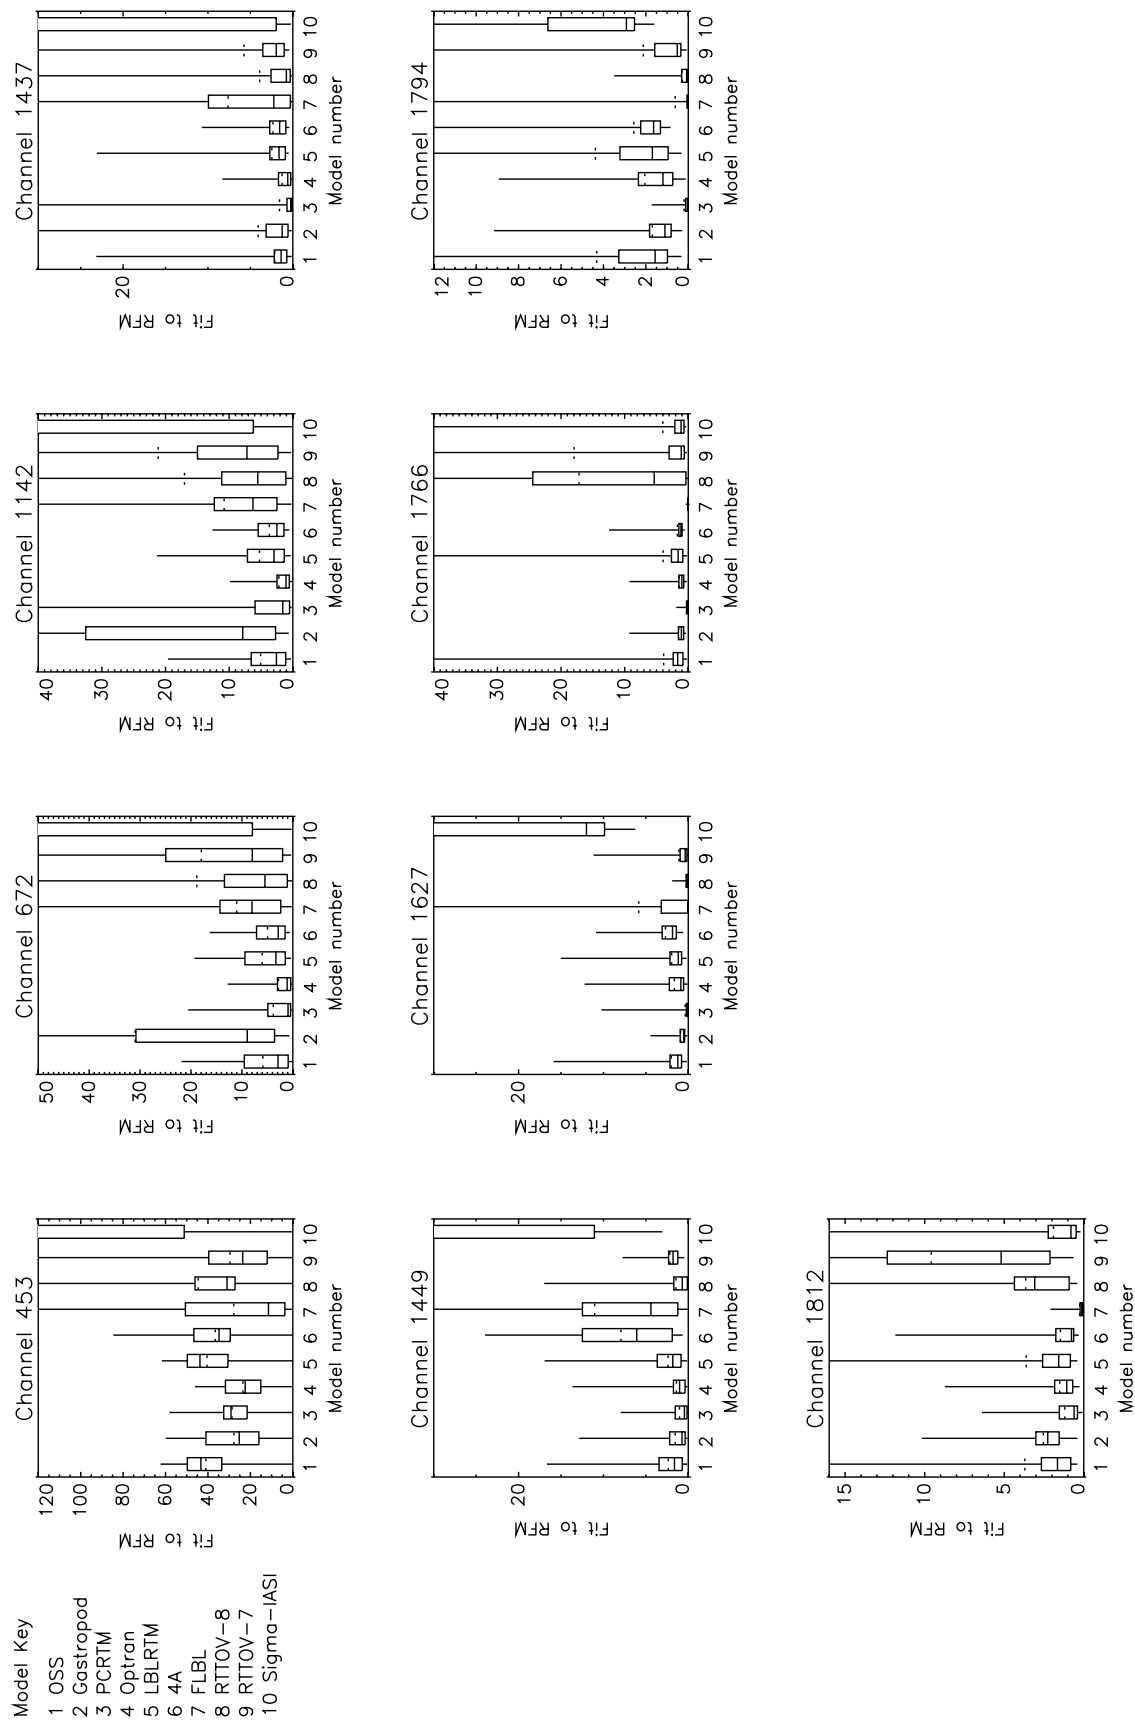 Model Key
1 OSS
2 Gastropod
3 PCRTM
4 Optran
5 LBLRTM
6 4A
7 FLBL
8 RTTOV-8
9 RTTOV-7
10 Sigma-IASI
Channel 453
Fit to RFM
120
100
80
60
40
20
0
1 2 3 4 5 6 7 8 9 10
Model number
Channel 672
Fit to RFM
50
40
30
20
10
0
1 2 3 4 5 6 7 8 9 10
Model number
Channel 1142
Fit to RFM
40
30
20
10
0
1 2 3 4 5 6 7 8 9 10
Model number
Channel 1437
Fit to RFM
20
0
1 2 3 4 5 6 7 8 9 10
Model number
Channel 1449
Fit to RFM
20
0
1 2 3 4 5 6 7 8 9 10
Model number
Channel 1627
Fit to RFM
20
0
1 2 3 4 5 6 7 8 9 10
Model number
Channel 1766
Fit to RFM
40
30
20
10
0
1 2 3 4 5 6 7 8 9 10
Model number
Channel 1794
Fit to RFM
12
10
8
6
4
2
0
1 2 3 4 5 6 7 8 9 10
Model number
Channel 1812
Fit to RFM
15
10
5
0
1 2 3 4 5 6 7 8 9 10
Model number